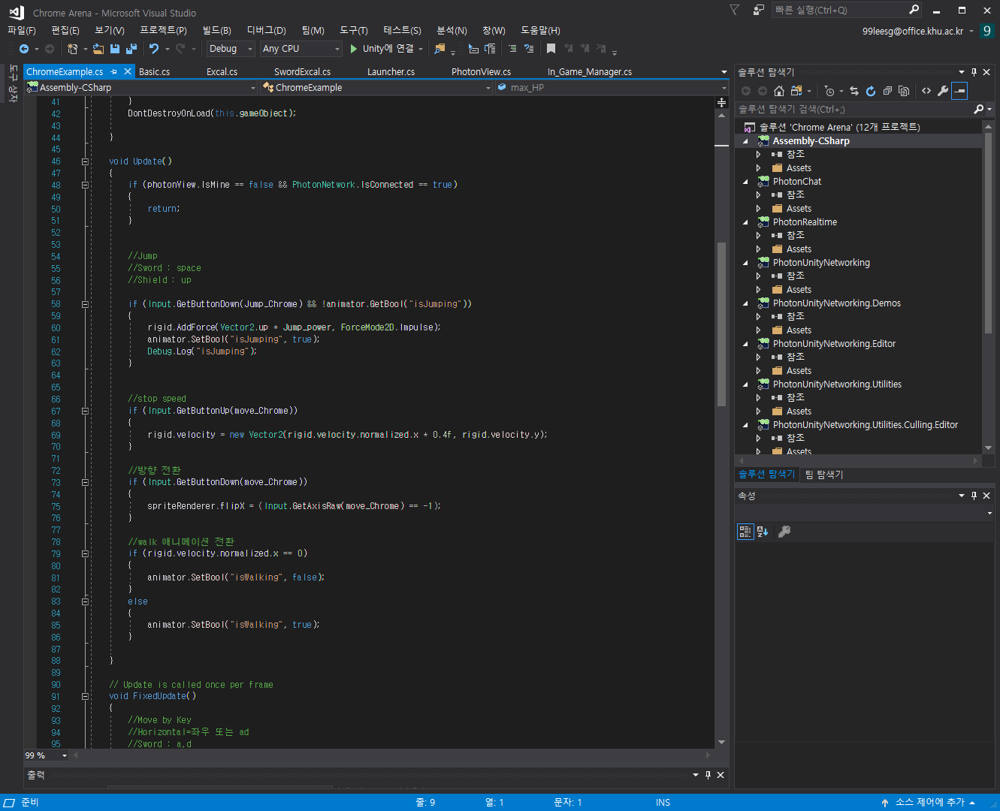 Chrome Arena - Microsoft Visual Studio
빠른 실행(Ctrl+Q)
파일(F) 편집(E) 보기(V) 프로젝트(P) 빌드(B) 디버그(D) 팀(M) 도구(T) 테스트(S) 분석(N) 창(W) 도움말(H)
99leesg@office.khu.ac.kr 9
Debug Any CPU Unity에 연결
도구 상자
ChromeExample.cs Basic.cs Excal.cs SwordExcal.cs Launcher.cs PhotonView.cs In_Game_Manager.cs
Assembly-CSharp ChromeExample max_HP
41 }
42 DontDestroyOnLoad(this.gameObject);
43
44 }
45
46 void Update()
47 {
48 if (photonView.IsMine == false && PhotonNetwork.IsConnected == true)
49 {
50 return;
51 }
52
53
54 //Jump
55 //Sword : space
56 //Shield : up
57
58 if (Input.GetButtonDown(Jump_Chrome) && !animator.GetBool("isJumping"))
59 {
60 rigid.AddForce(Vector2.up * Jump_power, ForceMode2D.Impulse);
61 animator.SetBool("isJumping", true);
62 Debug.Log("isJumping");
63 }
64
65
66 //stop speed
67 if (Input.GetButtonUp(move_Chrome))
68 {
69 rigid.velocity = new Vector2(rigid.velocity.normalized.x * 0.4f, rigid.velocity.y);
70 }
71
72 //방향 전환
73 if (Input.GetButtonDown(move_Chrome))
74 {
75 spriteRenderer.flipX = (Input.GetAxisRaw(move_Chrome) == -1);
76 }
77
78 //walk 애니메이션 전환
79 if (rigid.velocity.normalized.x == 0)
80 {
81 animator.SetBool("isWalking", false);
82 }
83 else
84 {
85 animator.SetBool("isWalking", true);
86 }
87
88 }
89
90 // Update is called once per frame
91 void FixedUpdate()
92 {
93 //Move by Key
94 //Horizontal=좌우 또는 ad
95 //Sword : a,d
99 %
출력
솔루션 탐색기
솔루션 탐색기 검색(Ctrl+;)
솔루션 'Chrome Arena' (12개 프로젝트)
Assembly-CSharp
참조
Assets
PhotonChat
참조
Assets
PhotonRealtime
참조
Assets
PhotonUnityNetworking
참조
Assets
PhotonUnityNetworking.Demos
참조
Assets
PhotonUnityNetworking.Editor
참조
Assets
PhotonUnityNetworking.Utilities
참조
Assets
PhotonUnityNetworking.Utilities.Culling.Editor
참조
Assets
솔루션 탐색기 팀 탐색기
속성
준비 줄: 9 열: 1 문자: 1 INS 소스 제어에 추가